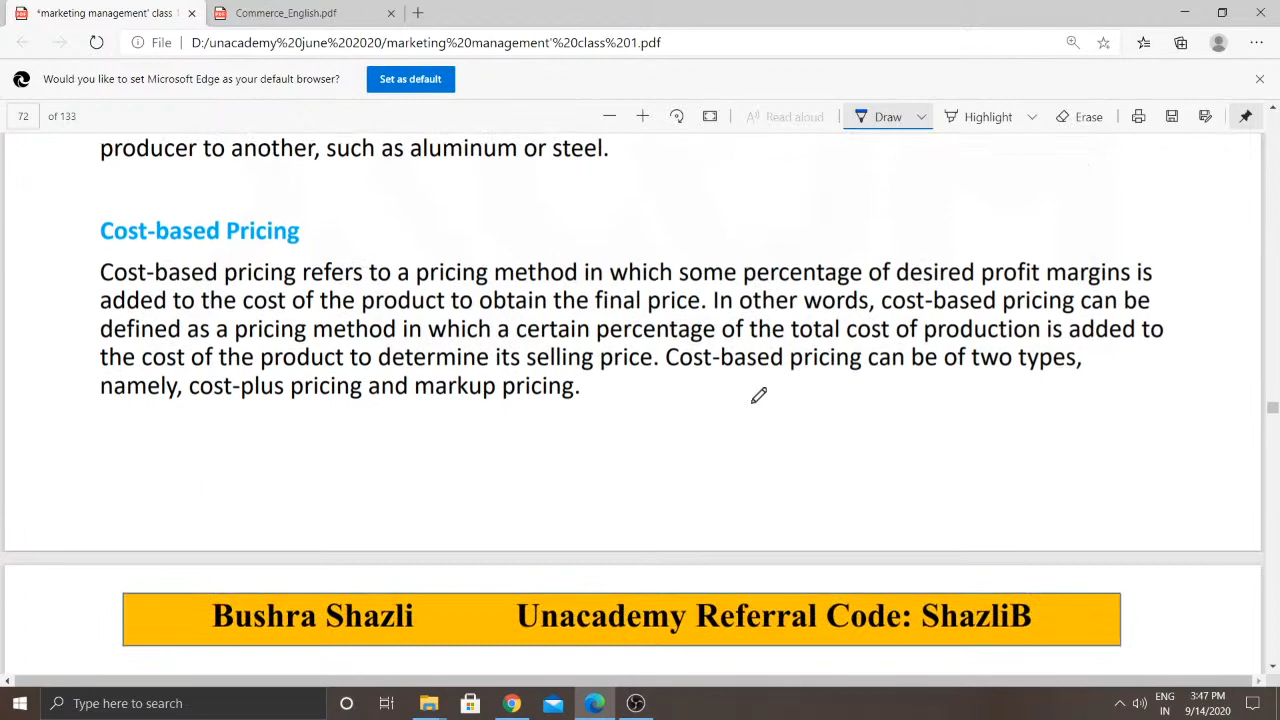 *marketing management' class 1
Commerce_English.pdf
File
D:/unacademy%20june%202020/marketing%20management'%20class%201.pdf
Would you like to set Microsoft Edge as your default browser?
Set as default
72 of 133
Read aloud
Draw
Highlight
Erase
producer to another, such as aluminum or steel.
Cost-based Pricing
Cost-based pricing refers to a pricing method in which some percentage of desired profit margins is
added to the cost of the product to obtain the final price. In other words, cost-based pricing can be
defined as a pricing method in which a certain percentage of the total cost of production is added to
the cost of the product to determine its selling price. Cost-based pricing can be of two types,
namely, cost-plus pricing and markup pricing.
Bushra Shazli Unacademy Referral Code: ShazliB
Type here to search
ENG
IN
3:47 PM
9/14/2020